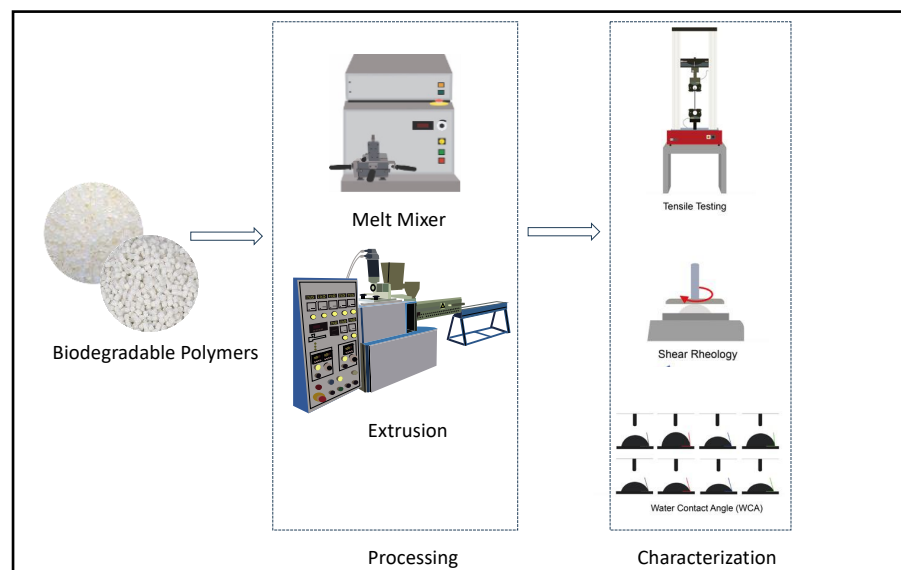 Melt Mixer
Tensile Testing
Biodegradable Polymers
Shear Rheology
Extrusion
Water Contact Angle (WCA)
Processing
Characterization